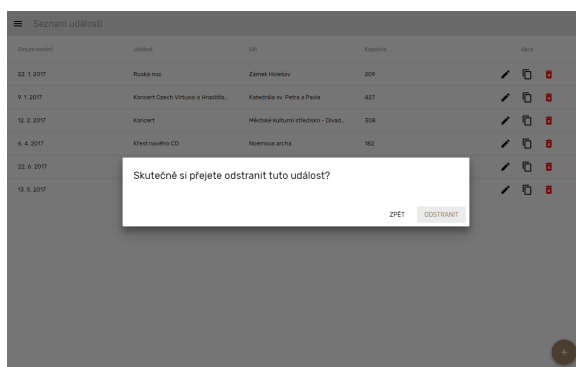 Seznam událostí
Datum konání Událost Sál Kapacita Akce
22. 1. 2017 Ruská noc Zámek Holešov 209
9. 1. 2017 Koncert Czech Virtuosi a Hradišťa... Katedrála sv. Petra a Pavla 427
12. 2. 2017 Koncert Městské kulturní středisko - Divad... 308
6. 4. 2017 Křest nového CD Noemova archa 182
22. 6. 2017
13. 5. 2017
Skutečně si přejete odstranit tuto událost?
ZPĚT ODSTRANIT